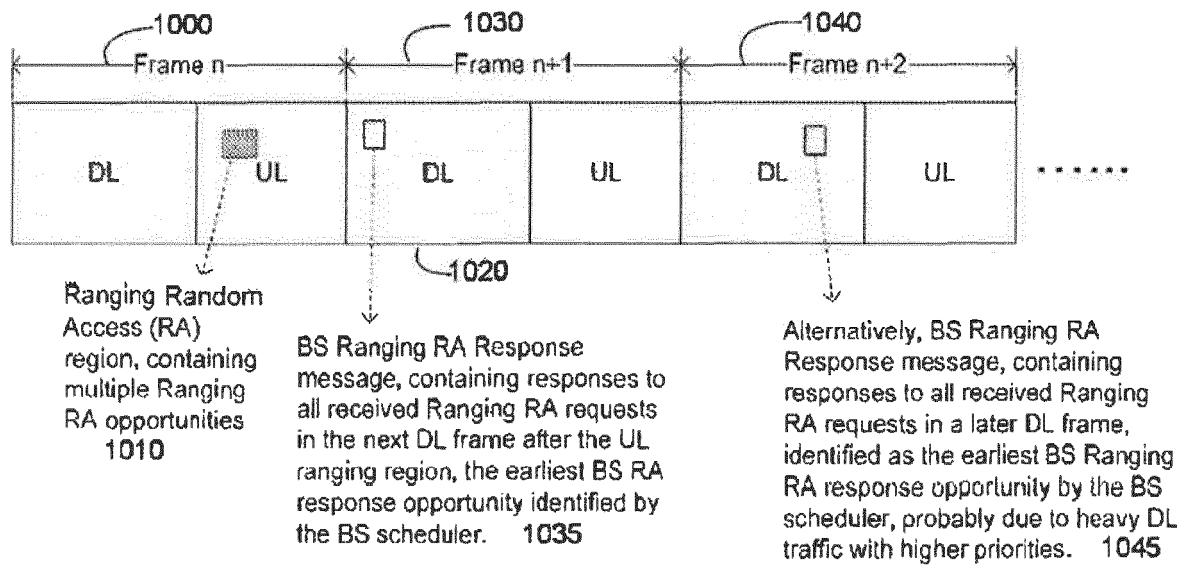 1000
1030
1040
Frame n
Frame n+1
Frame n+2
DL
UL
DL
UL
DL
UL
1020
Ranging Random
Access (RA)
region, containing
multiple Ranging
RA opportunities
1010
BS Ranging RA Response
message, containing responses to
all received Ranging RA requests
in the next DL frame after the UL
ranging region, the earliest BS RA
response opportunity identified by
the BS scheduler. 1035
Alternatively, BS Ranging RA
Response message, containing
responses to all received Ranging
RA requests in a later DL frame,
identified as the earliest BS Ranging
RA response opportunity by the BS
scheduler, probably due to heavy DL
traffic with higher priorities. 1045